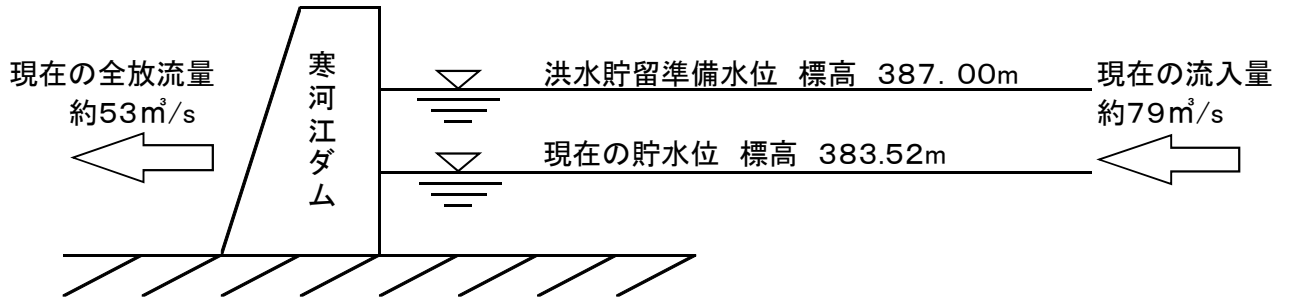 現在の全放流量
約53㎥/s
寒河江ダム
洪水貯留準備水位 標高 387. 00m
現在の貯水位 標高 383.52m
現在の流入量
約79㎥/s